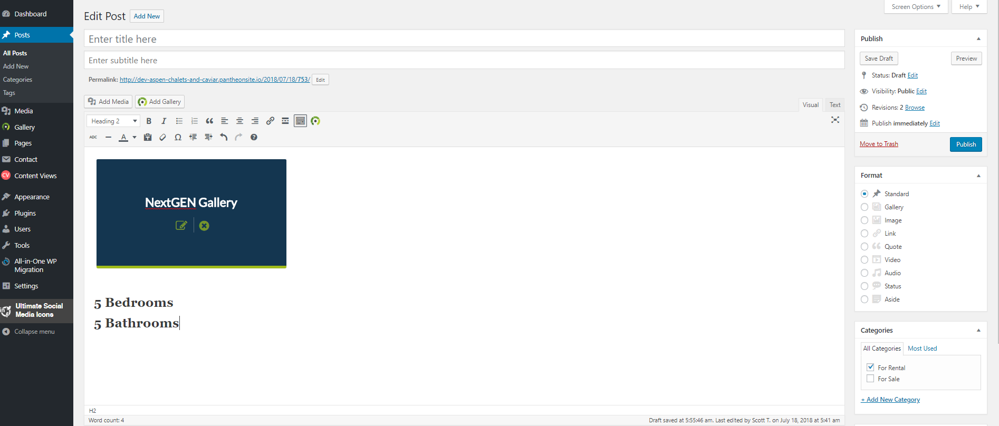 Dashboard
Posts
All Posts
Add New
Categories
Tags
Media
Gallery
Pages
Contact
CV Content Views
Appearance
Plugins
Users
Tools
All-in-One WP
Migration
Settings
Ultimate Social
Media Icons
Collapse menu
Screen Options
Help
Edit Post Add New
Enter title here
Enter subtitle here
Permalink: http://dev-aspen-chalets-and-caviar.pantheonsite.io/2018/07/18/753/ Edit
Add Media Add Gallery
Visual Text
Heading 2 B I
ABC A Ω
NextGEN Gallery
5 Bedrooms
5 Bathrooms
H2
Word count: 4
Draft saved at 5:55:46 am. Last edited by Scott T. on July 18, 2018 at 5:41 am
Publish
Save Draft Preview
Status: Draft Edit
Visibility: Public Edit
Revisions: 2 Browse
Publish immediately Edit
Move to Trash Publish
Format
Standard
Gallery
Image
Link
Quote
Video
Audio
Status
Aside
Categories
All Categories Most Used
For Rental
For Sale
+ Add New Category